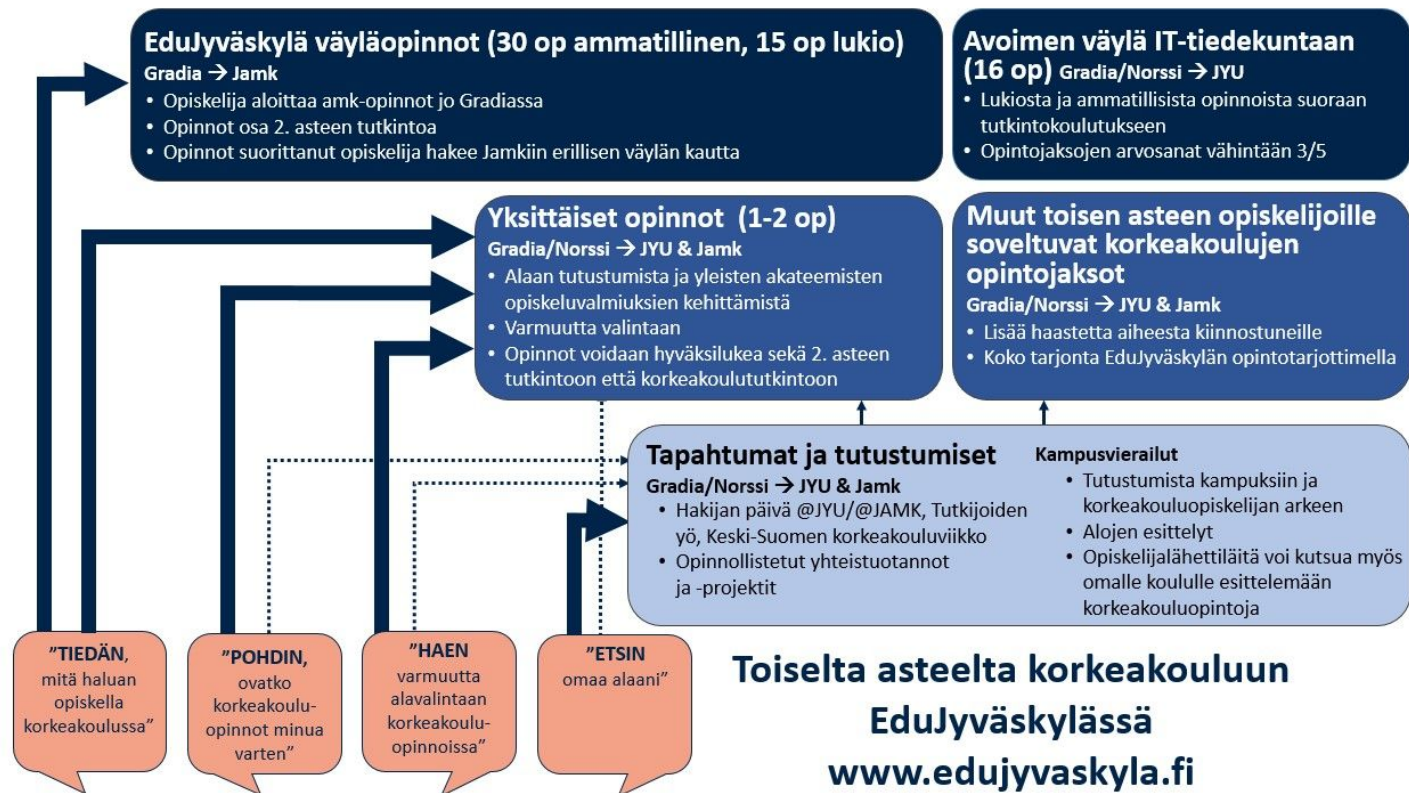 EduJyväskylä väyläopinnot (30 op ammatillinen, 15 op lukio)
Gradia → Jamk
• Opiskelija aloittaa amk-opinnot jo Gradiassa
• Opinnot osa 2. asteen tutkintoa
• Opinnot suorittanut opiskelija hakee Jamkiin erillisen väylän kautta
Avoimen väylä IT-tiedekuntaan
(16 op) Gradia/Norssi → JYU
• Lukiosta ja ammatillisista opinnoista suoraan
tutkintokoulutukseen
• Opintojaksojen arvosanat vähintään 3/5
Yksittäiset opinnot (1-2 op)
Gradia/Norssi → JYU & Jamk
• Alaan tutustumista ja yleisten akateemisten
opiskeluvalmiuksien kehittämistä
• Varmuutta valintaan
• Opinnot voidaan hyväksilukea sekä 2. asteen
tutkintoon että korkeakoulututkintoon
Muut toisen asteen opiskelijoille
soveltuvat korkeakoulujen
opintojaksot
Gradia/Norssi → JYU & Jamk
• Lisää haastetta aiheesta kiinnostuneille
• Koko tarjonta EduJyväskylän opintotarjottimella
Tapahtumat ja tutustumiset
Gradia/Norssi → JYU & Jamk
• Hakijan päivä @JYU/@JAMK, Tutkijoiden
yö, Keski-Suomen korkeakouluviikko
• Opinnollistetut yhteistuotannot
ja -projektit
Kampusvierailut
• Tutustumista kampuksiin ja
korkeakouluopiskelijan arkeen
• Alojen esittelyt
• Opiskelijalähettiläitä voi kutsua myös
omalle koululle esittelemään
korkeakouluopintoja
”TIEDÄN,
mitä haluan
opiskella
korkeakoulussa”
”POHDIN,
ovatko
korkeakoulu-
opinnot minua
varten”
”HAEN
varmuutta
alavalintaan
korkeakoulu-
opinnoissa”
”ETSIN
omaa alaani”
Toiselta asteelta korkeakouluun
EduJyväskylässä
www.edujyvaskyla.fi